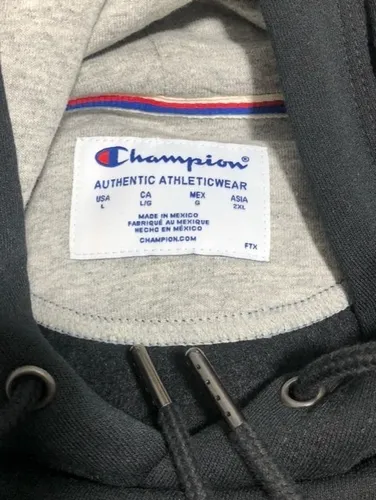 Champion®
AUTHENTIC ATHLETICWEAR
USA CA MEX ASIA
L L/G G 2XL
MADE IN MEXICO
FABRIQUÉ AU MEXIQUE
HECHO EN MÉXICO
CHAMPION.COM
FTX